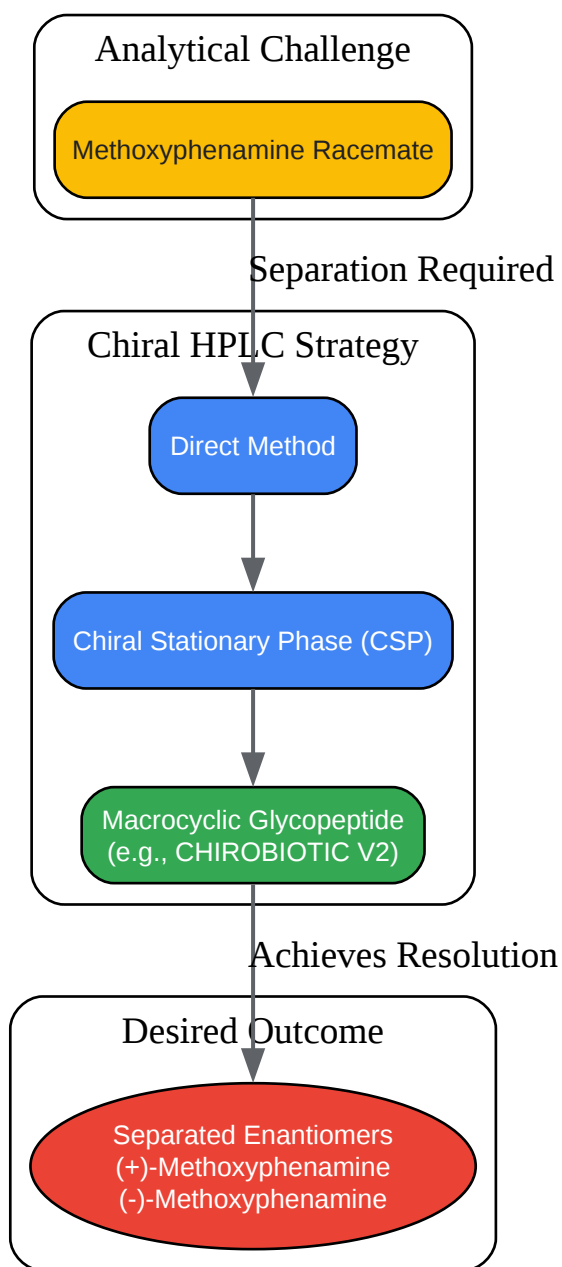 Analytical Challenge
Methoxyphenamine Racemate
Separation Required
Chiral HPLC Strategy
Direct Method
Chiral Stationary Phase (CSP)
Macrocyclic Glycopeptide
(e.g., CHIROBIOTIC V2)
Achieves Resolution
Desired Outcome
Separated Enantiomers
(+)-Methoxyphenamine
(-)-Methoxyphenamine